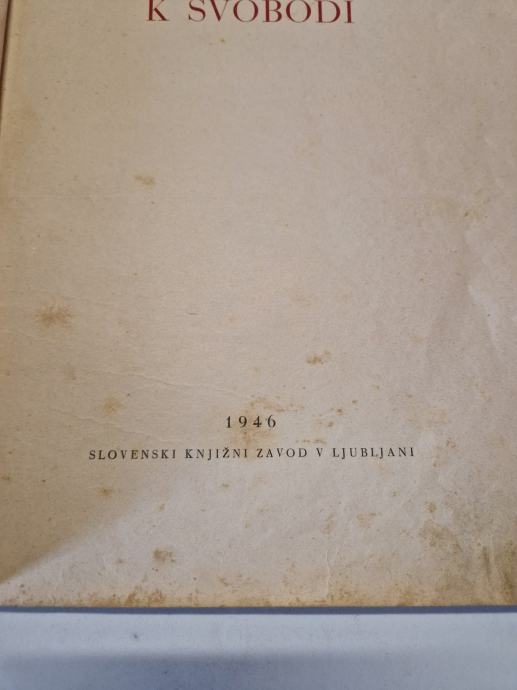 K SVOBODI
1946
SLOVENSKI KNJIŽNI ZAVOD V LJUBLJANI